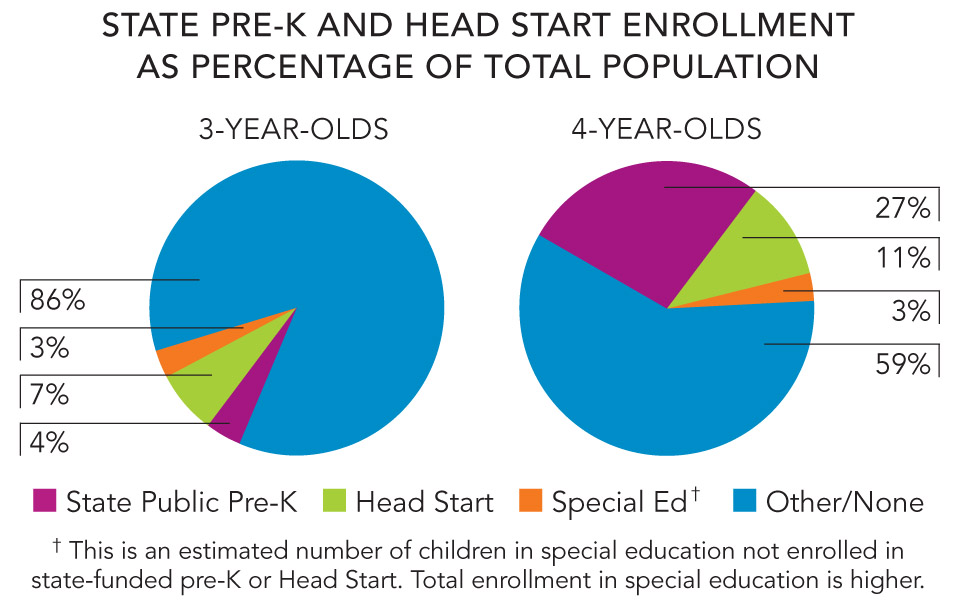 STATE PRE-K AND HEAD START ENROLLMENT
AS PERCENTAGE OF TOTAL POPULATION
3-YEAR-OLDS
86%
3%
7%
4%
4-YEAR-OLDS
27%
11%
3%
59%
State Public Pre-K
Head Start
Special Ed†
Other/None
† This is an estimated number of children in special education not enrolled in
state-funded pre-K or Head Start. Total enrollment in special education is higher.